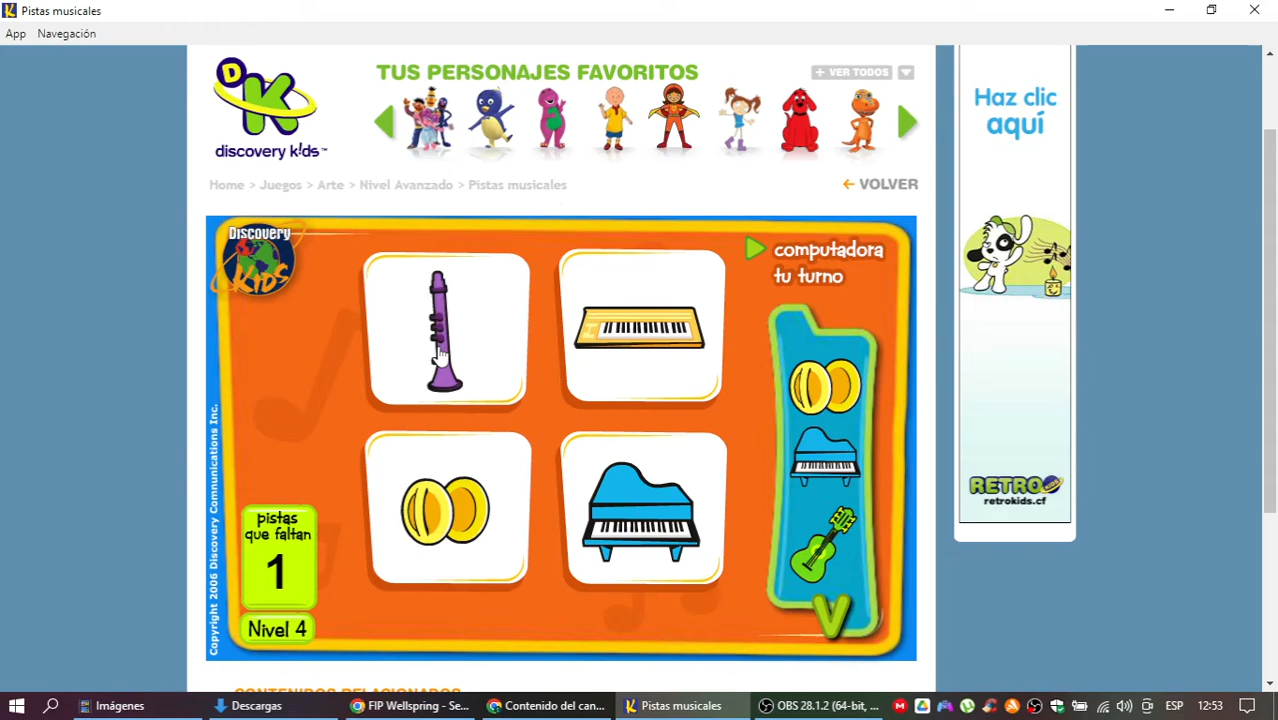 Pistas musicales
App Navegación
D K
discovery k!ds™
TUS PERSONAJES FAVORITOS
+ VER TODOS
Home > Juegos > Arte > Nivel Avanzado > Pistas musicales
← VOLVER
Haz clic
aquí
RETRO
retrokids.cf
Discovery
KIDS
computadora
tu turno
pistas
que faltan
1
Nivel 4
Copyright 2006 Discovery Communications Inc.
CONTENIDOS RELACIONADOS
Imágenes
Descargas
FIP Wellspring - Se...
Contenido del can...
Pistas musicales
OBS 28.1.2 (64-bit, ...
ESP
12:53